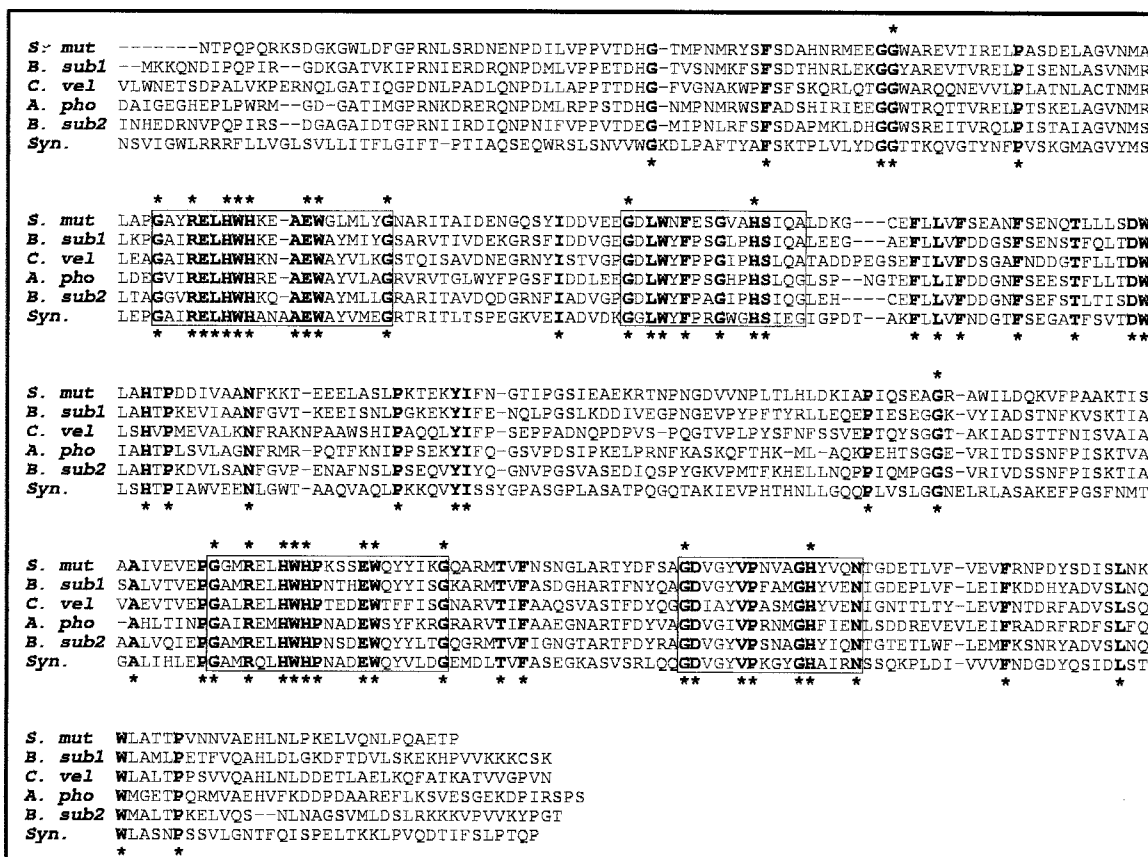 *
S. mut -------NTPQPQRKSDGKGWLDFGPRNLSRDNENPDILVPPVTDHG-TMPNMRYSFSDAHNRMEEGGWAREVTIRELPASDELAGVNMA
B. sub1 --MKKQNDIPQPIR---GDKGATVKIPRNIERDRQNPDMLVPPETDHG-TVSNMKFSFSDTHNRLEKGGYAREVTVRELPISENLASVNMR
C. vel VLWNETSDPALVKPERNQLGATIQGPRNLPADLQNPDLLAPPTTDHG-FVGNAKWPFSFSKQRLQTGGWARQQNEVVLPLATNLACTNMR
A. pho DAIGEGHEPLPWRM---GD-GATIMGPRNKDRERQNPDMLRPPSTDHG-NMPNMRWSFADSHIRIEEGGWTRQTTVRELPTSKELAGVNMR
B. sub2 INHEDRNVPQPIRS---DGAGAIDTGPRNIIRDIQNPNIFVPPVTDEG-MIPNLRFSFSDAPMKLDHGGWSREITVRQLPISTAIAGVNMS
Syn. NSVIGWLRRRFLLVGLSVLLITFLGIFT-PTIAQSEQWRSLSNVVWGKDLPAFTYAFSKTPLVLYDGGTTKQVGTYNFPVSKGMAGVYMS
* * ** *
* * *** ** * * *
S. mut LAPGAYRELHWHKE-AEWGLMLYGNARITAIDENGQSYIDDVEEGDLWNFESGVAHSIQALDKG---CEFLLVFSEANFSENQTLLLSDW
B. sub1 LKPGAIRELHWHKE-AEWAYMIYGSARVTIVDEKGRSFIDDVGEGDLWYFPSGLPHSIQALEEG---AEFLLVFDDGSFSENSTFQLTDW
C. vel LEAGAIRELHWHKN-AEWAYVLKGSTQISAVDNEGRNYISTVGPGDLWYFPPGIPHSLQATADDPEGSEFILVFDSGAFNDDGTFLLTDW
A. pho LDEGVIRELHWHRE-AEWAYVLAGRVRVTGLWYFPGSFIDDLEEGDLWYFPSGHPHSLQGLSP--NGTEFLLIFDDGNFSEESTFLLTDW
B. sub2 LTAGGVRELHWHKQ-AEWAYMLLGRARITAVDQDGRNFIADVGPGDLWYFPAGIPHSIQGLEH---CEFLLVFDDGNFSEFSTLTISDW
Syn. LEPGAIRELHWHANAAEWAYVMEGRTRITLTSPEGKVEIADVDKGGLWYFPRGWGHSIEGIGPDT--AKFLLVFNDGTFSEGATFSVTDW
* ****** ** * * * ** * * ** * * * * * **
*
S. mut LAHTPDDIVAANFKKT-EEELASLPKTEKYIFN-GTIPGSIEAEKRTNPNGDVVNPLTLHLDKIAPIQSEAGR-AWILDQKVFPAAKTIS
B. sub1 LAHTPKEVIAANFGVT-KEEISNLPGKEKYIFE-NQLPGSLKDDIVEGPNGEVPYPFTYRLLEQEPIESEGGK-VYIADSTNFKVSKTIA
C. vel LSHVPMEVALKNFRAKNPAAWSHIPAQQLYIFP-SEPPADNQPDPVS-PQGTVPLPYSFNFSSVEPTQYSGGT-AKIADSTTFNISVAIA
A. pho IAHTPLSVLAGNFRMR-PQTFKNIPPSEKYIFQ-GSVPDSIPKELPRNFKASKQFTHK-ML-AQKPEHTSGGE-VRITDSSNFPISKTVA
B. sub2 LAHTPKDVLSANFGVP-ENAFNSLPSEQVYIYQ-GNVPGSVASEDIQSPYGKVPMTFKHELLNQPPIQMPGGS-VRIVDSSNFPISKTIA
Syn. LSHTPIAWVEENLGWT-AAQVAQLPKKQVYISSYGPASGPLASATPQGQTAKIEVPHTHNLLGQQPLVSLGGNELRLASAKEFPGSFNMT
* * * * ** * *
* * *** ** * * *
S. mut AAIVEVEPGGMRELHWHPKSSEWQYYIKGQARMTVFNSNGLARTYDFSAGDVGYVPNVAGHYVQNTGDETLVF-VEVFRNPDYSDISLNK
B. sub1 SALVTVEPGAMRELHWHPNTHEWQYYISGKARMTVFASDGHARTFNYQAGDVGYVPFAMGHYVENIGDEPLVF-LEIFKDDHYADVSLNQ
C. vel VAEVTVEPGALRELHWHPTEDEWTFFISGNARVTIFAAQSVASTFDYQGGDIAYVPASMGHYVENIGNTTLTY-LEVFNTDRFADVSLSQ
A. pho -AHLTINPGAIREMHWHPNADEWSYFKRGRARVTIFAAEGNARTFDYVAGDVGIVPRNMGHFIENLSDDREVEVLEIFRADRFRDFSLFQ
B. sub2 AALVQIEPGAMRELHWHPNSDEWQYYLTGQGRMTVFIGNGTARTFDYRAGDVGYVPSNAGHYIQNTGTETLWF-LEMFKSNRYADVSLNQ
Syn. GALIHLEPGAMRQLHWHPNADEWQYVLDGEMDLTVFASEGKASVSRLQQGDVGYVPKGYGHAIRNSSQKPLDI-VVVFNDGDYQSIDLST
* ** * **** ** * * * ** ** ** * * *
S. mut WLATTPVNNVAEHLNLPKELVQNLPQAETP
B. sub1 WLAMLPETFVQAHLDLGKDFTDVLSKEKHPVVKKKCSK
C. vel WLALTPPSVVQAHLNLDDETLAELKQFATKATVVGPVN
A. pho WMGETPQRMVAEHVFKDDPDAAREFLKSVESGEKDPIRSPS
B. sub2 WMALTPKELVQS--NLNAGSVMLDSLRKKKVPVVKYPGT
Syn. WLASNPSSVLGNTFQISPELTKKLPVQDTIFSLPTQP
* *